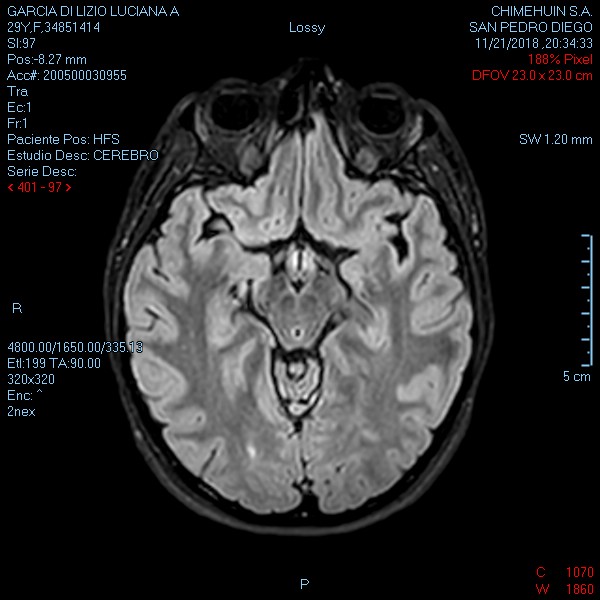 GARCIA DI LIZIO LUCIANA A
29Y,F,34851414
Sl:97
Pos:-8.27 mm
Acc#: 200500030955
Tra
Ec:1
Fr:1
Paciente Pos: HFS
Estudio Desc: CEREBRO
Serie Desc:
< 401 - 97 >
Lossy
CHIMEHUIN S.A.
SAN PEDRO DIEGO
11/21/2018 ,20:34:33
188% Pixel
DFOV 23.0 x 23.0 cm
SW 1.20 mm
R
4800.00/1650.00/335.13
Etl:199 TA:90.00
320x320
Enc: ^
2nex
5 cm
P
C 1070
W 1860